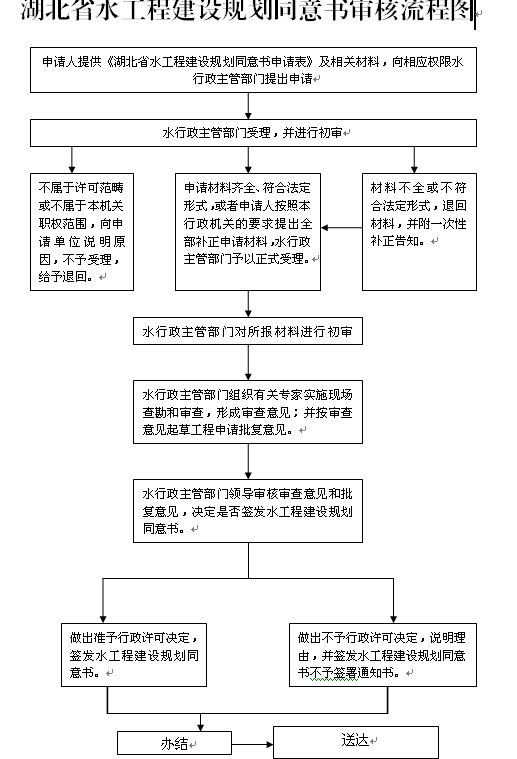 湖北省水工程建设规划同意书审核流程图
申请人提供《湖北省水工程建设规划同意书申请表》及相关材料，向相应权限水
行政主管部门提出申请
水行政主管部门受理，并进行初审
不属于许可范畴
或不属于本机关
职权范围，向申
请单位说明原
因，不予受理，
给予退回。
申请材料齐全、符合法定
形式，或者申请人按照本
行政机关的要求提出全
部补正申请材料，水行政
主管部门予以正式受理。
材料不全或不符
合法定形式，退回
材料，并附一次性
补正告知。
水行政主管部门对所报材料进行初审
水行政主管部门组织有关专家实施现场
查勘和审查，形成审查意见；并按审查
意见起草工程申请批复意见。
水行政主管部门领导审核审查意见和批
复意见，决定是否签发水工程建设规划
同意书。
做出准予行政许可决定，
签发水工程建设规划同
意书。
做出不予行政许可决定，说明理
由，并签发水工程建设规划同意
书不予签署通知书。
办结
送达